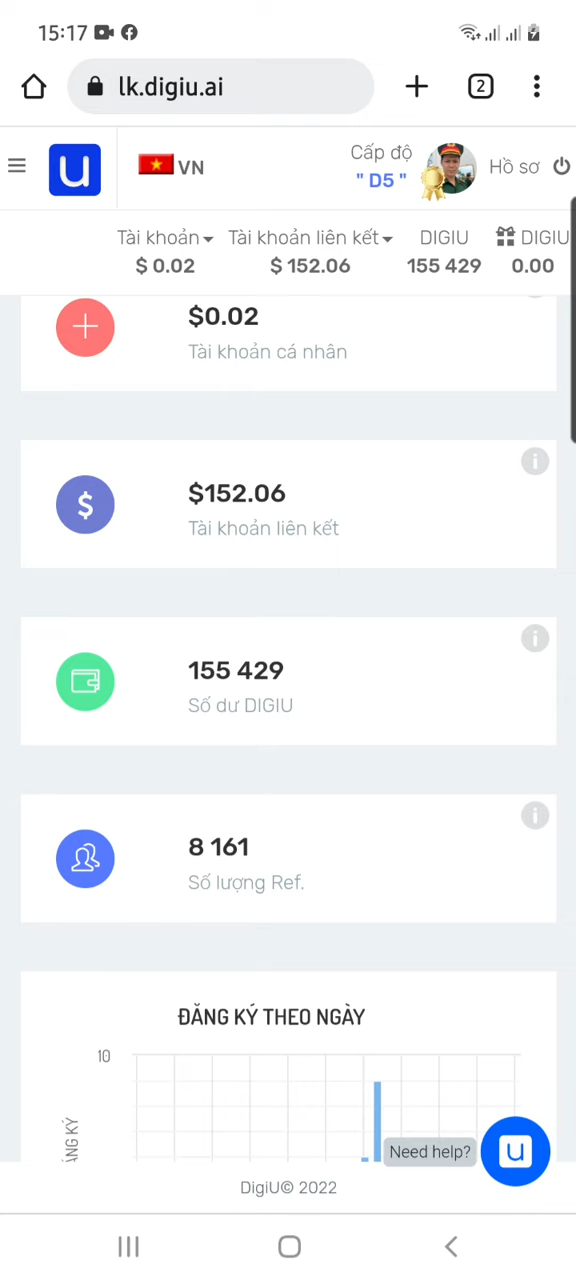 15:17
lk.digiu.ai
2
VN
Cấp độ
" D5 "
Hồ sơ
Tài khoản
$ 0.02
Tài khoản liên kết
$ 152.06
DIGIU
155 429
DIGIU
0.00
$0.02
Tài khoản cá nhân
$152.06
Tài khoản liên kết
155 429
Số dư DIGIU
8 161
Số lượng Ref.
ĐĂNG KÝ THEO NGÀY
10
ĐĂNG KÝ
Need help?
DigiU© 2022